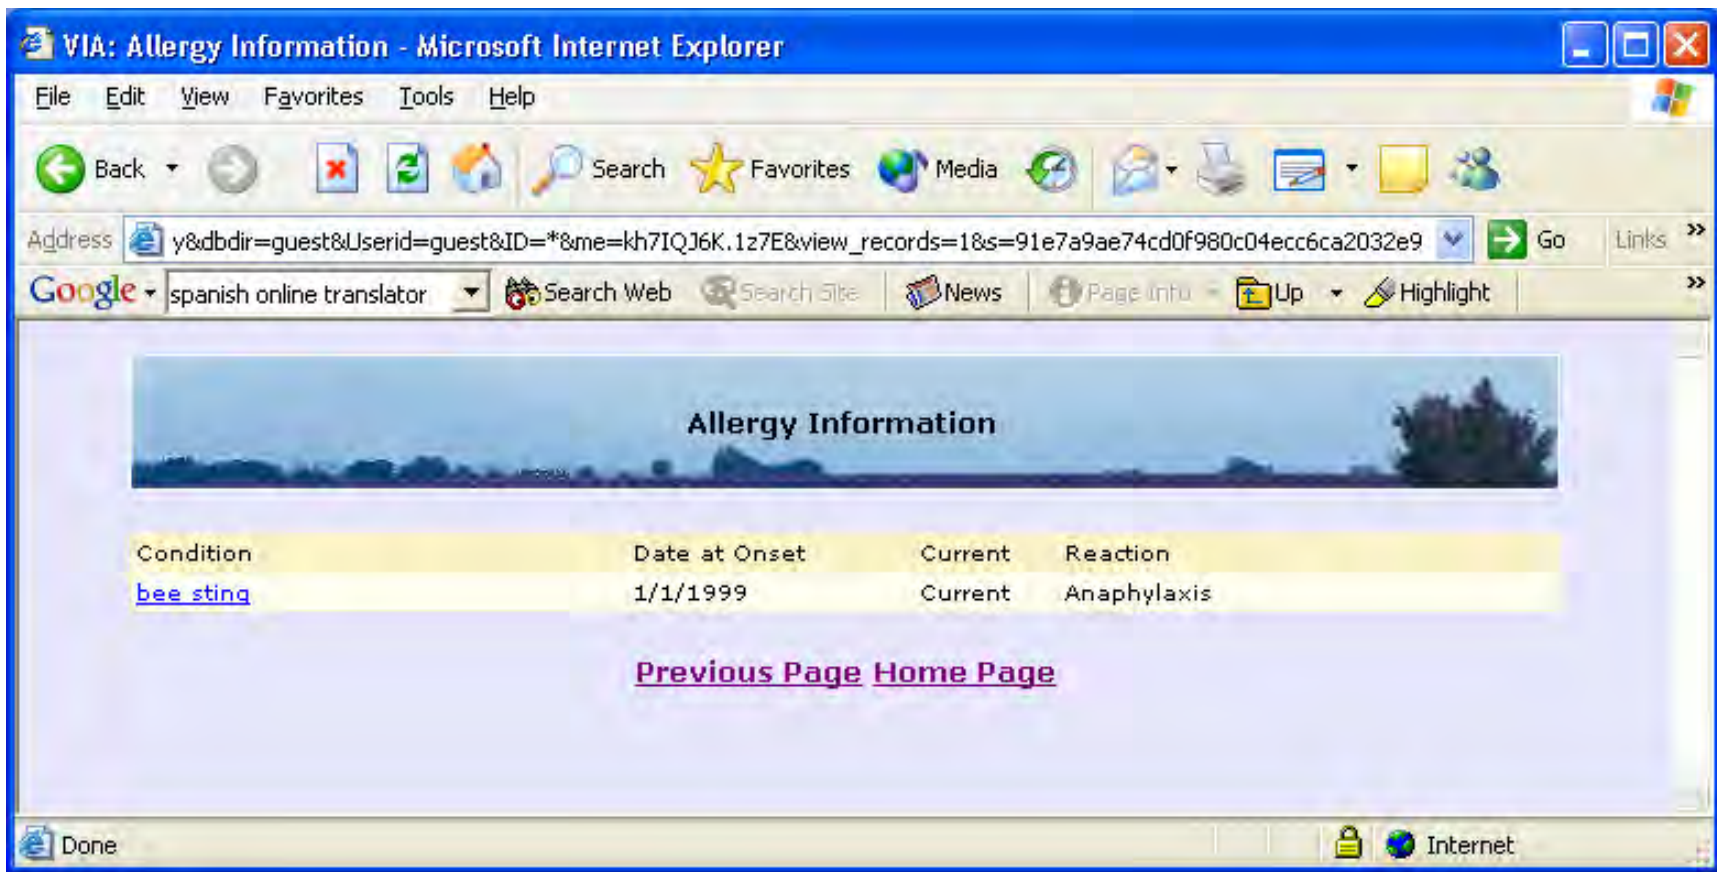 VIA: Allergy Information - Microsoft Internet Explorer
File Edit View Favorites Tools Help
Back Search Favorites Media
Address y&dbdir=guest&Userid=guest&ID=*&me=kh7IQJ6K.1z7E&view_records=1&s=91e7a9ae74cd0f980c04ecc6ca2032e9 Go Links »
Google spanish online translator Search Web Search Site News Page Info Up Highlight »
Allergy Information
Condition Date at Onset Current Reaction
bee sting 1/1/1999 Current Anaphylaxis
Previous Page Home Page
Done Internet